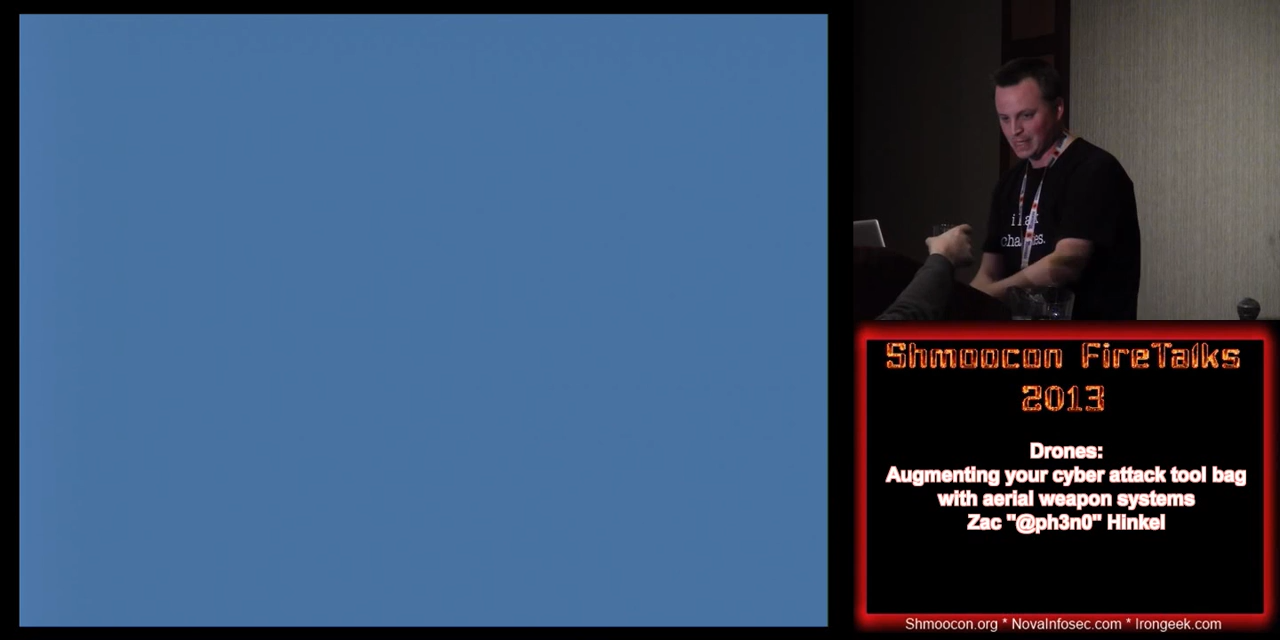 i
Shmoocon FireTalks
2013
Drones:
Augmenting your cyber attack tool bag
with aerial weapon systems
Zac "@ph3n0" Hinkel
Shmoocon.org * NovaInfosec.com * Irongeek.com